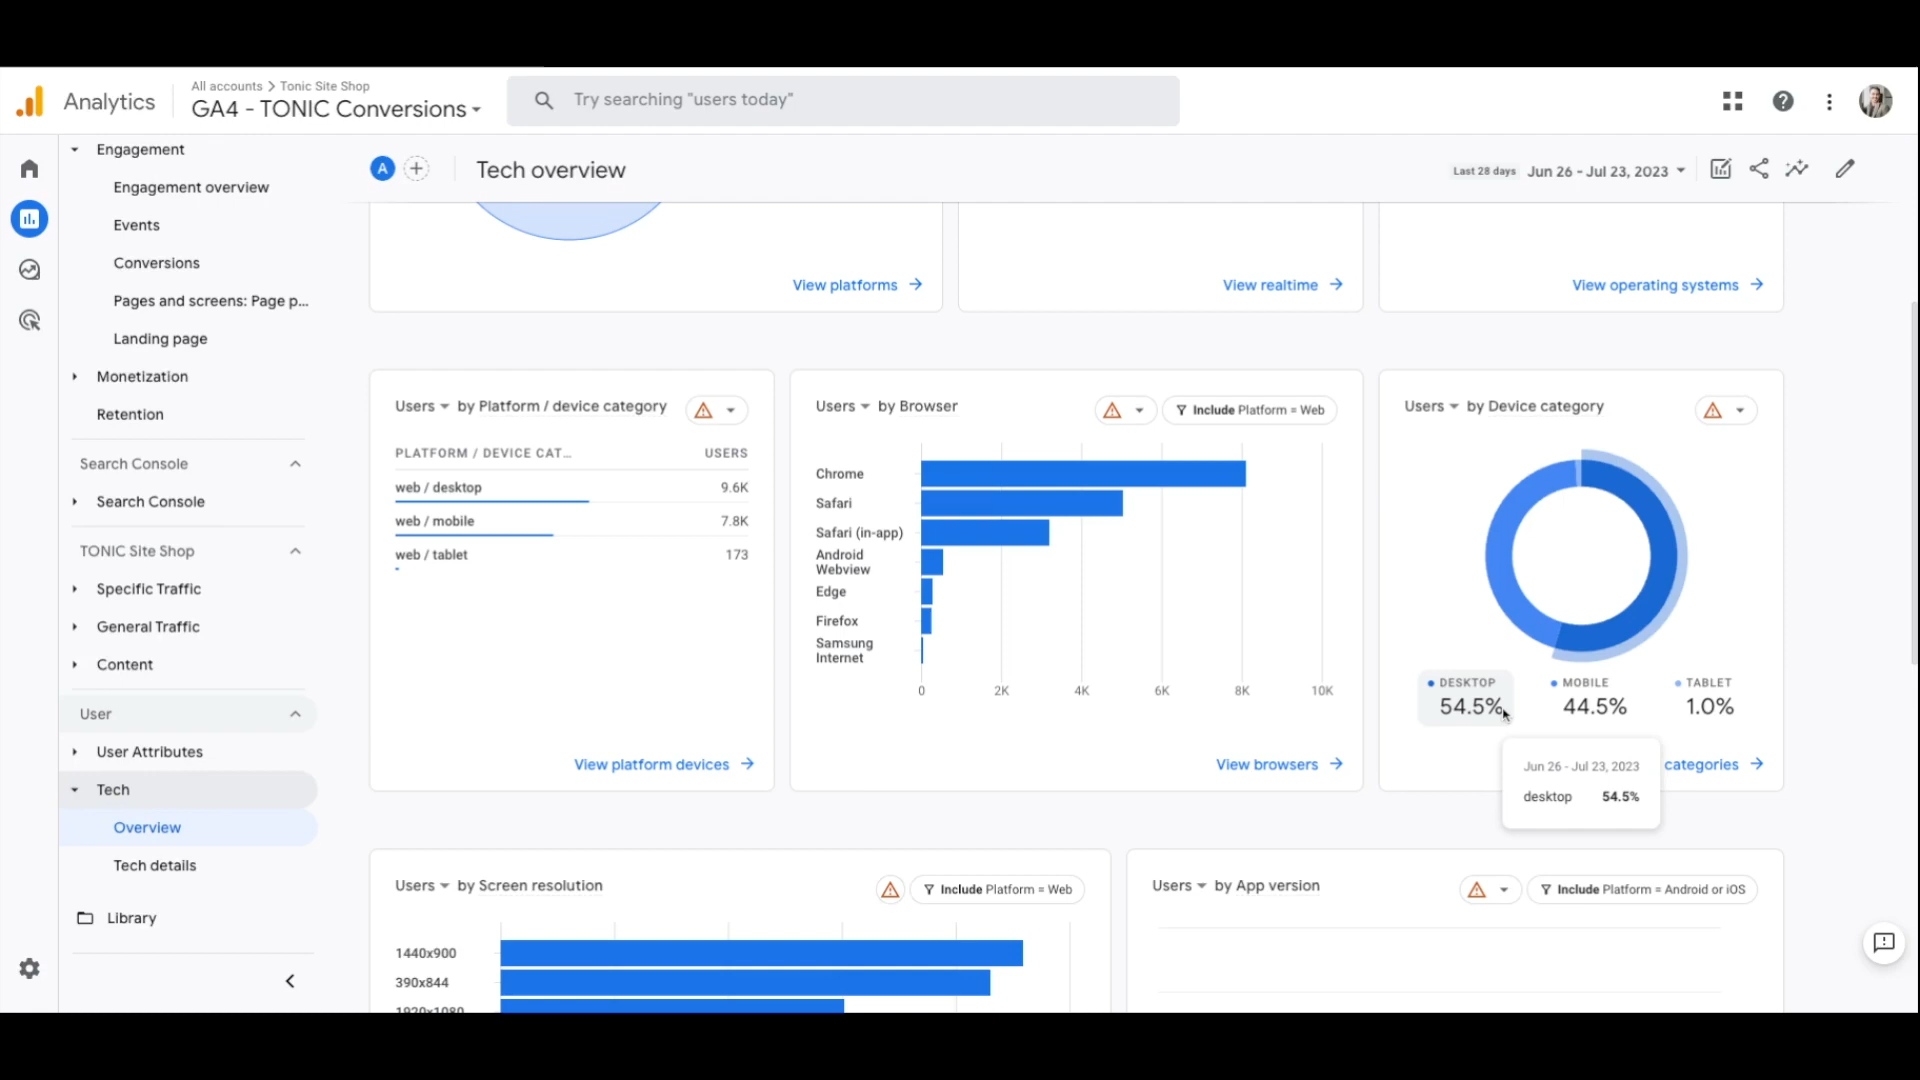 Analytics
All accounts > Tonic Site Shop
GA4 - TONIC Conversions
Try searching "users today"
Engagement
Engagement overview
Events
Conversions
Pages and screens: Page p...
Landing page
Monetization
Retention
Search Console
Search Console
TONIC Site Shop
Specific Traffic
General Traffic
Content
User
User Attributes
Tech
Overview
Tech details
Library
A
Tech overview
Last 28 days Jun 26 - Jul 23, 2023
View platforms
View realtime
View operating systems
Users by Platform / device category
PLATFORM / DEVICE CAT... USERS
web / desktop 9.6K
web / mobile 7.8K
web / tablet 173
View platform devices
Users by Browser
Include Platform = Web
Chrome
Safari
Safari (in-app)
Android
Webview
Edge
Firefox
Samsung
Internet
0 2K 4K 6K 8K 10K
View browsers
Users by Device category
DESKTOP MOBILE TABLET
54.5% 44.5% 1.0%
categories
Jun 26 - Jul 23, 2023
desktop 54.5%
Users by Screen resolution
Include Platform = Web
1440x900
390x844
1920x1080
Users by App version
Include Platform = Android or iOS